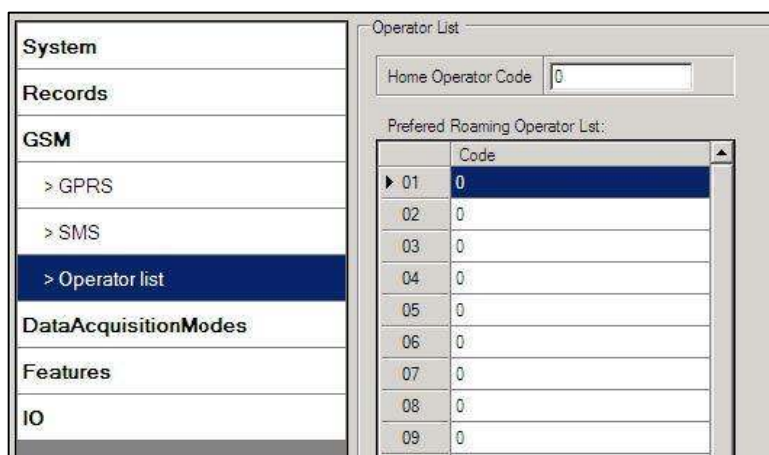 System
Records
GSM
> GPRS
> SMS
> Operator list
DataAcquisitionModes
Features
IO
Operator List
Home Operator Code 0
Prefered Roaming Operator Lst:
Code
01 0
02 0
03 0
04 0
05 0
06 0
07 0
08 0
09 0